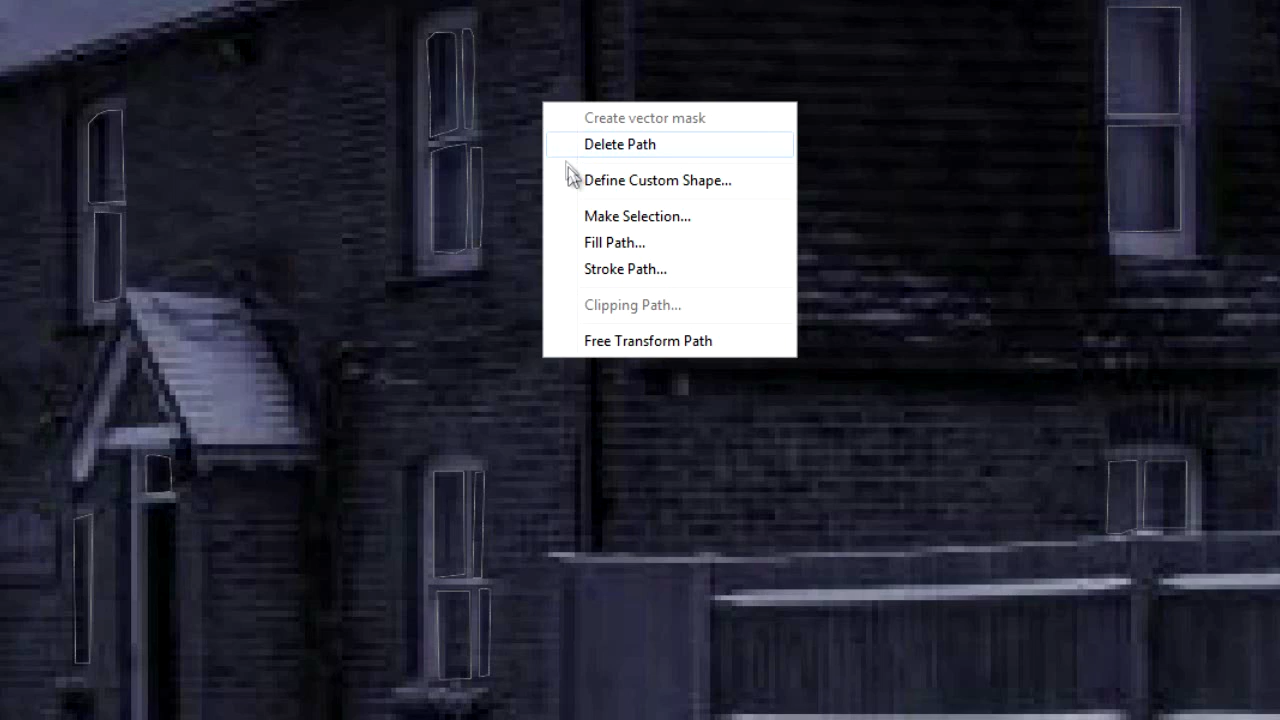 Create vector mask
Delete Path
Define Custom Shape...
Make Selection...
Fill Path...
Stroke Path...
Clipping Path...
Free Transform Path